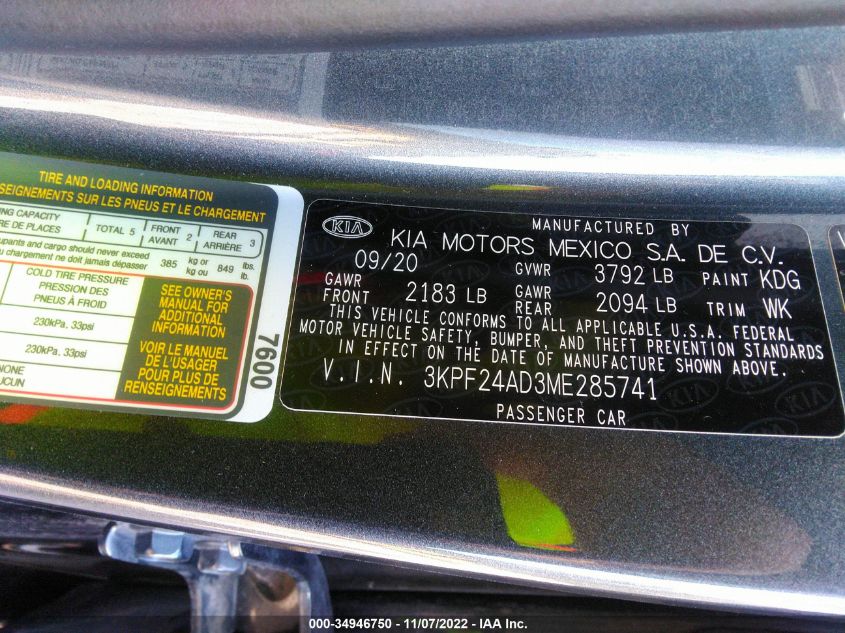 TIRE AND LOADING INFORMATION
ENSEIGNEMENTS SUR LES PNEUS ET LE CHARGEMENT
CAPACITY
DE PLACES
TOTAL 5
FRONT
AVANT 2
REAR
ARRIÈRE 3
and cargo should never exceed
ne doit jamais dépasser
385 kg or
kg ou
849 lbs.
lb.
COLD TIRE PRESSURE
PRESSION DES
PNEUS À FROID
230kPa, 33psi
230kPa, 33psi
NONE
SEE OWNER'S
MANUAL FOR
ADDITIONAL
INFORMATION
VOIR LE MANUEL
DE L'USAGER
POUR PLUS DE
RENSEIGNEMENTS
7600
KIA
MANUFACTURED BY
KIA MOTORS MEXICO S.A. DE C.V.
09/20 GVWR 3792 LB PAINT KDG
GAWR
FRONT 2183 LB GAWR
REAR 2094 LB TRIM WK
THIS VEHICLE CONFORMS TO ALL APPLICABLE U.S.A. FEDERAL
MOTOR VEHICLE SAFETY, BUMPER, AND THEFT PREVENTION STANDARDS
IN EFFECT ON THE DATE OF MANUFACTURE SHOWN ABOVE.
V.I.N. 3KPF24AD3ME285741
PASSENGER CAR
000-34946750 - 11/07/2022 - IAA Inc.